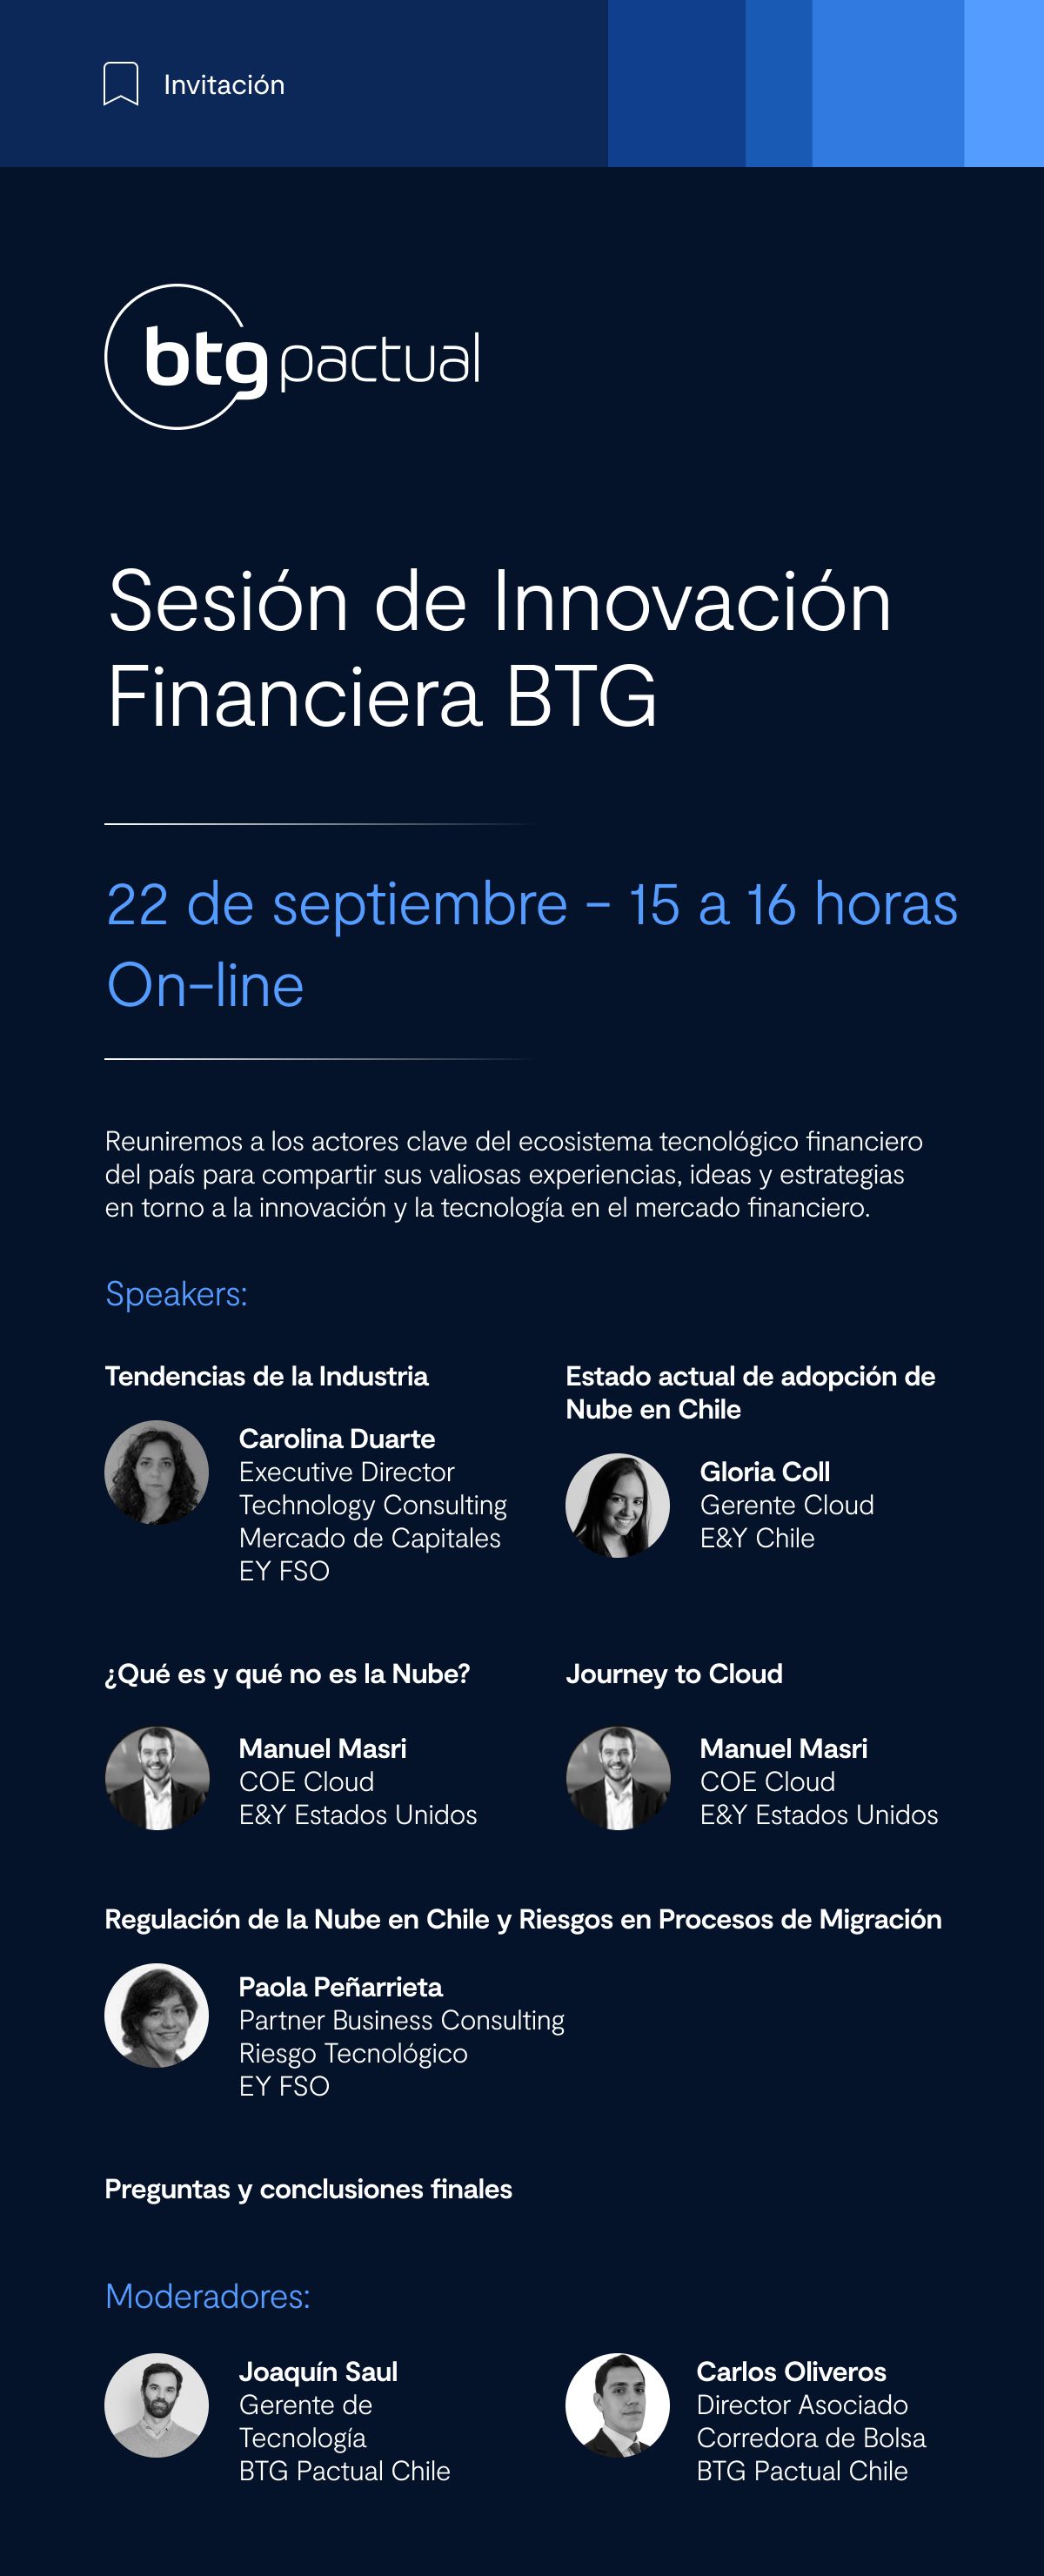 Invitación
btg pactual
Sesión de Innovación
Financiera BTG
22 de septiembre - 15 a 16 horas
On-line
Reuniremos a los actores clave del ecosistema tecnológico financiero
del país para compartir sus valiosas experiencias, ideas y estrategias
en torno a la innovación y la tecnología en el mercado financiero.
Speakers:
Tendencias de la Industria
Carolina Duarte
Executive Director
Technology Consulting
Mercado de Capitales
EY FSO
Estado actual de adopción de
Nube en Chile
Gloria Coll
Gerente Cloud
E&Y Chile
¿Qué es y qué no es la Nube?
Manuel Masri
COE Cloud
E&Y Estados Unidos
Journey to Cloud
Manuel Masri
COE Cloud
E&Y Estados Unidos
Regulación de la Nube en Chile y Riesgos en Procesos de Migración
Paola Peñarrieta
Partner Business Consulting
Riesgo Tecnológico
EY FSO
Preguntas y conclusiones finales
Moderadores:
Joaquín Saul
Gerente de
Tecnología
BTG Pactual Chile
Carlos Oliveros
Director Asociado
Corredora de Bolsa
BTG Pactual Chile